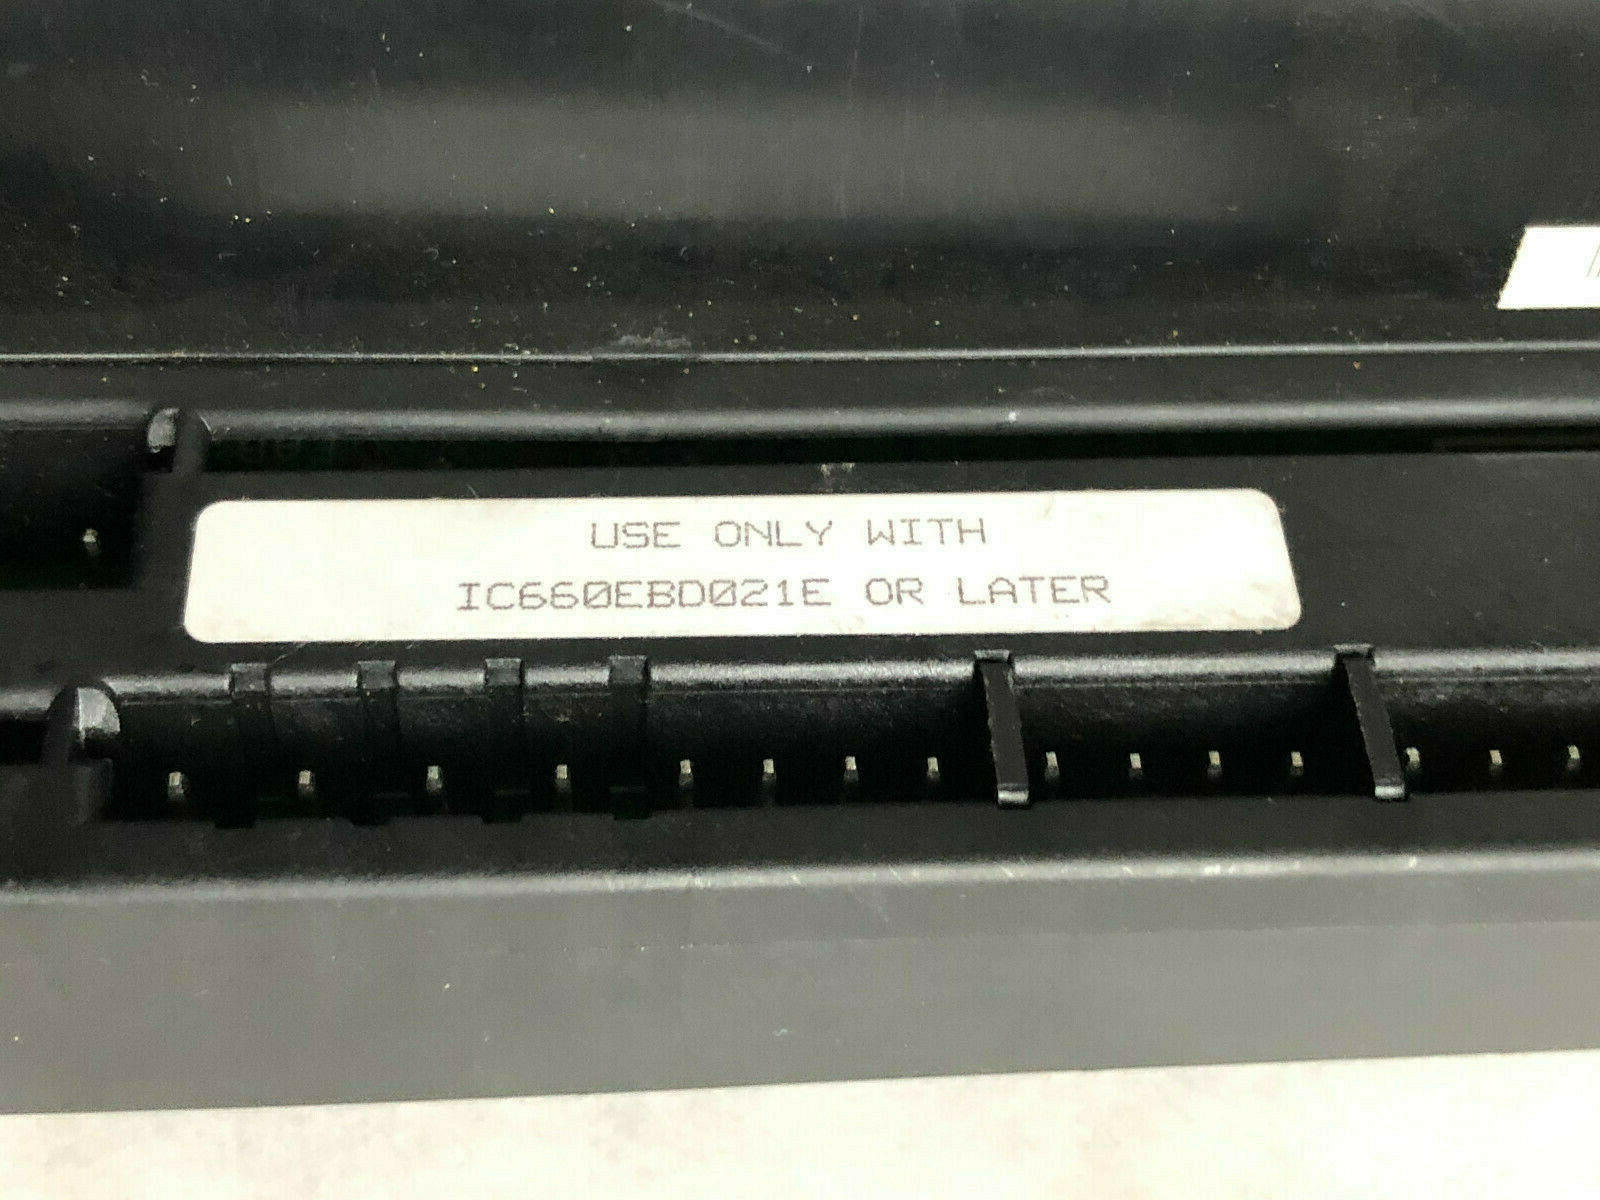 USE ONLY WITH
IC660EBD021E OR LATER